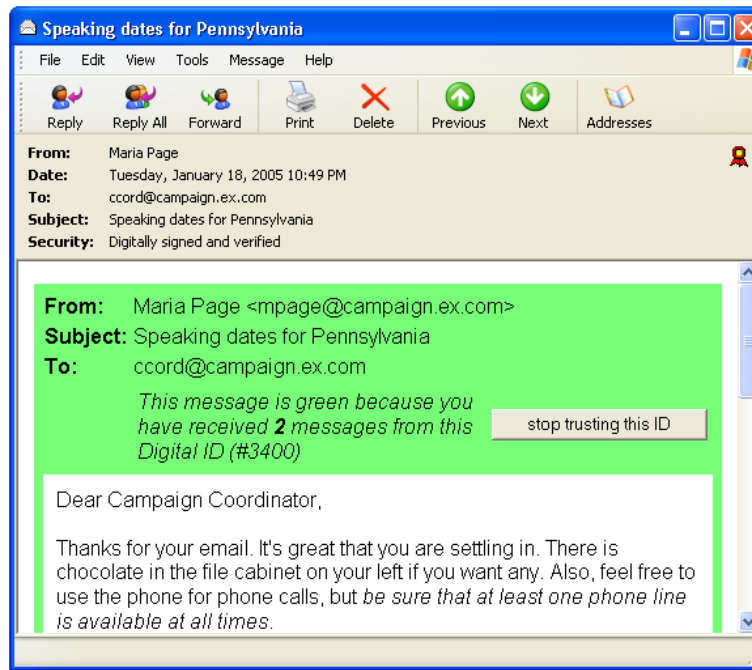 Speaking dates for Pennsylvania
File Edit View Tools Message Help
Reply Reply All Forward Print Delete Previous Next Addresses
From: Maria Page
Date: Tuesday, January 18, 2005 10:49 PM
To: ccord@campaign.ex.com
Subject: Speaking dates for Pennsylvania
Security: Digitally signed and verified
From: Maria Page <mpage@campaign.ex.com>
Subject: Speaking dates for Pennsylvania
To: ccord@campaign.ex.com
This message is green because you
have received 2 messages from this
Digital ID (#3400)
stop trusting this ID
Dear Campaign Coordinator,
Thanks for your email. It's great that you are settling in. There is
chocolate in the file cabinet on your left if you want any. Also, feel free to
use the phone for phone calls, but be sure that at least one phone line
is available at all times.